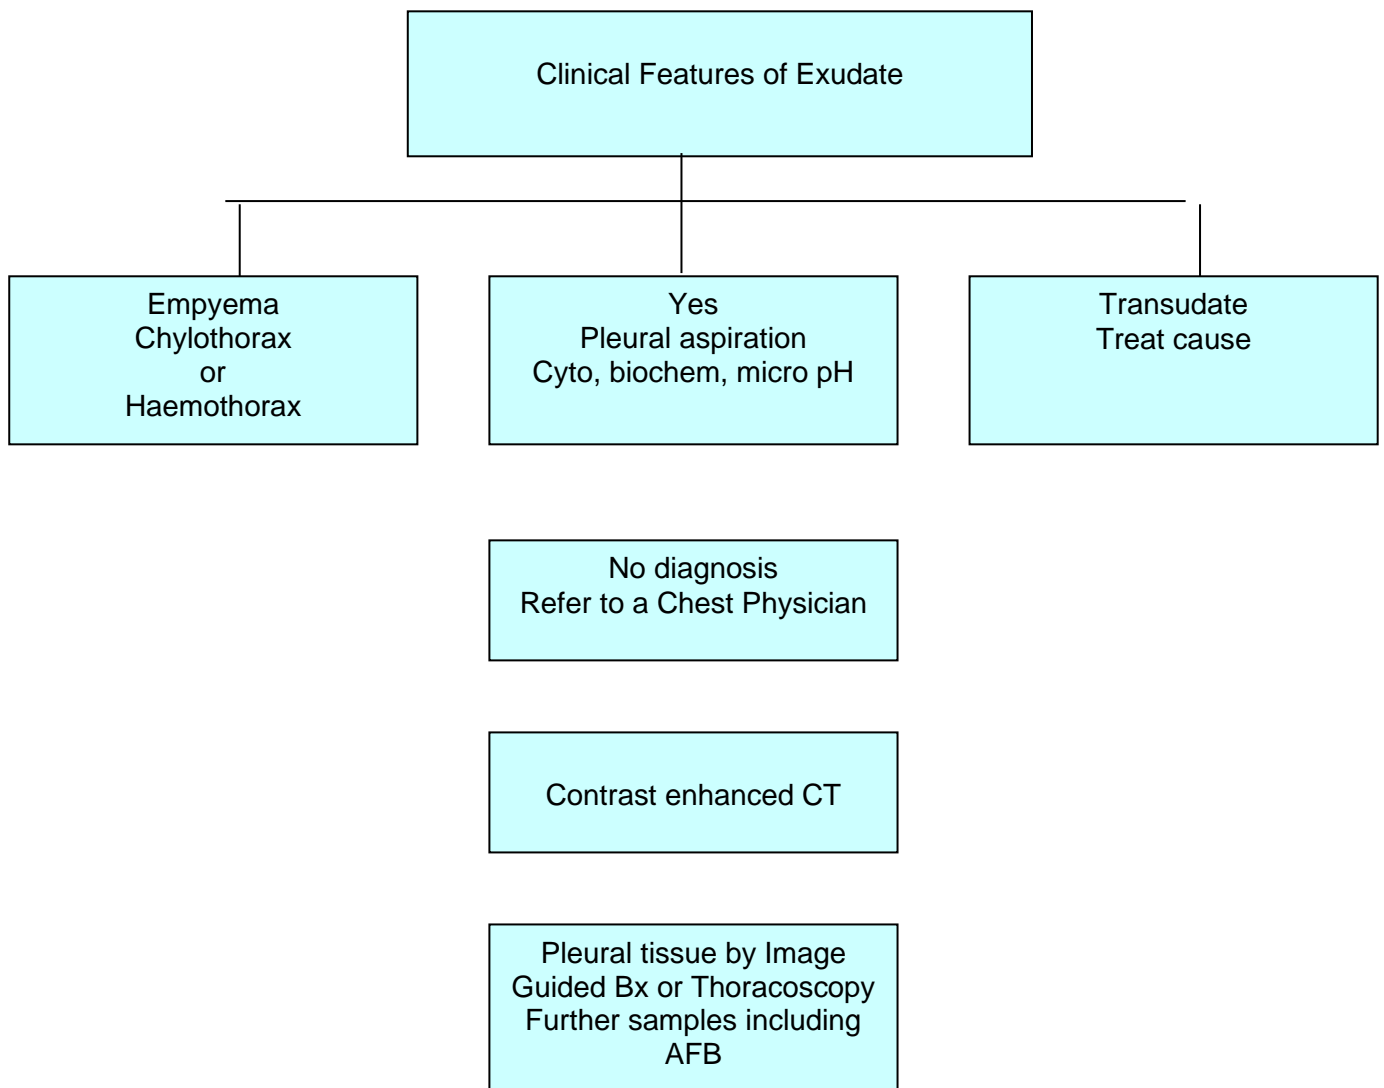 Clinical Features of Exudate
Empyema
Chylothorax
or
Haemothorax
Yes
Pleural aspiration
Cyto, biochem, micro pH
Transudate
Treat cause
No diagnosis
Refer to a Chest Physician
Contrast enhanced CT
Pleural tissue by Image
Guided Bx or Thoracoscopy
Further samples including
AFB